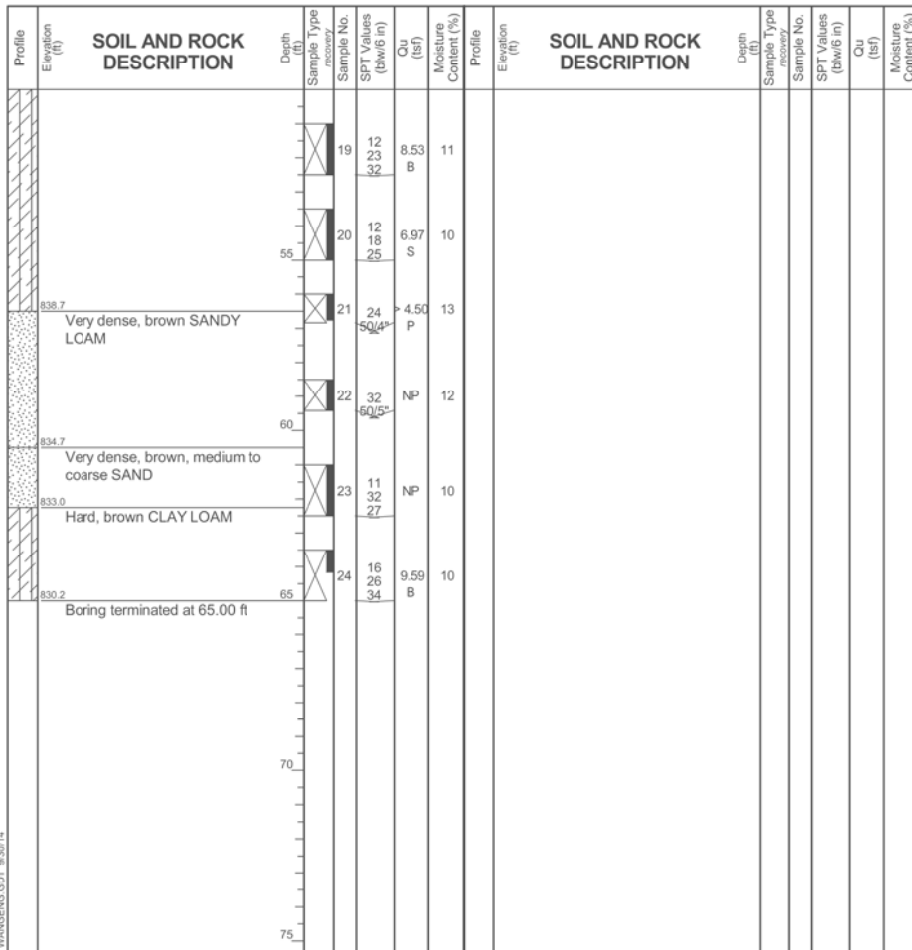 Profile
Elevation
(ft)
SOIL AND ROCK
DESCRIPTION
Depth
(ft)
Sample Type
recovery
Sample No.
SPT Values
(blw/6 in)
Qu
(tsf)
Moisture
Content (%)
Profile
Elevation
(ft)
SOIL AND ROCK
DESCRIPTION
Depth
(ft)
Sample Type
recovery
Sample No.
SPT Values
(blw/6 in)
Qu
(tsf)
Moisture
Content (%)
19 12 8.53 11
23
32 B
20 12 6.97 10
18
25 S
55
838.7
21 24 > 4.50 13
50/4" P
Very dense, brown SANDY
LOAM
22 32 NP 12
50/5"
60
834.7
Very dense, brown, medium to
coarse SAND
23 11 NP 10
32
27
833.0
Hard, brown CLAY LOAM
24 16 9.59 10
26
34 B
830.2 65
Boring terminated at 65.00 ft
70
75